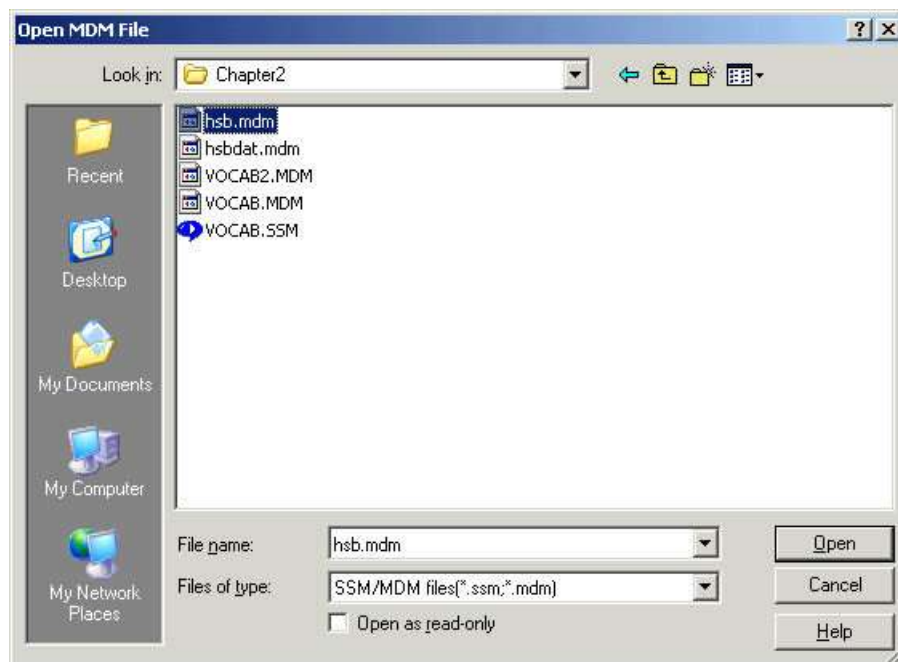 Open MDM File
Look in: Chapter2
hsb.mdm
hsbdat.mdm
VOCAB2.MDM
VOCAB.MDM
VOCAB.SSM
Recent
Desktop
My Documents
My Computer
My Network
Places
File name: hsb.mdm Open
Files of type: SSM/MDM files(*.ssm;*.mdm) Cancel
Open as read-only
Help